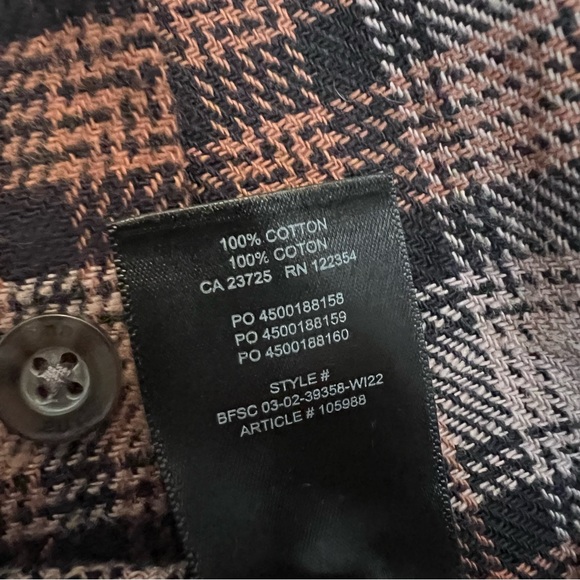 100% COTTON
100% COTON
CA 23725 RN 122354
PO 4500188158
PO 4500188159
PO 4500188160
STYLE #
BFSC 03-02-39358-WI22
ARTICLE # 105988